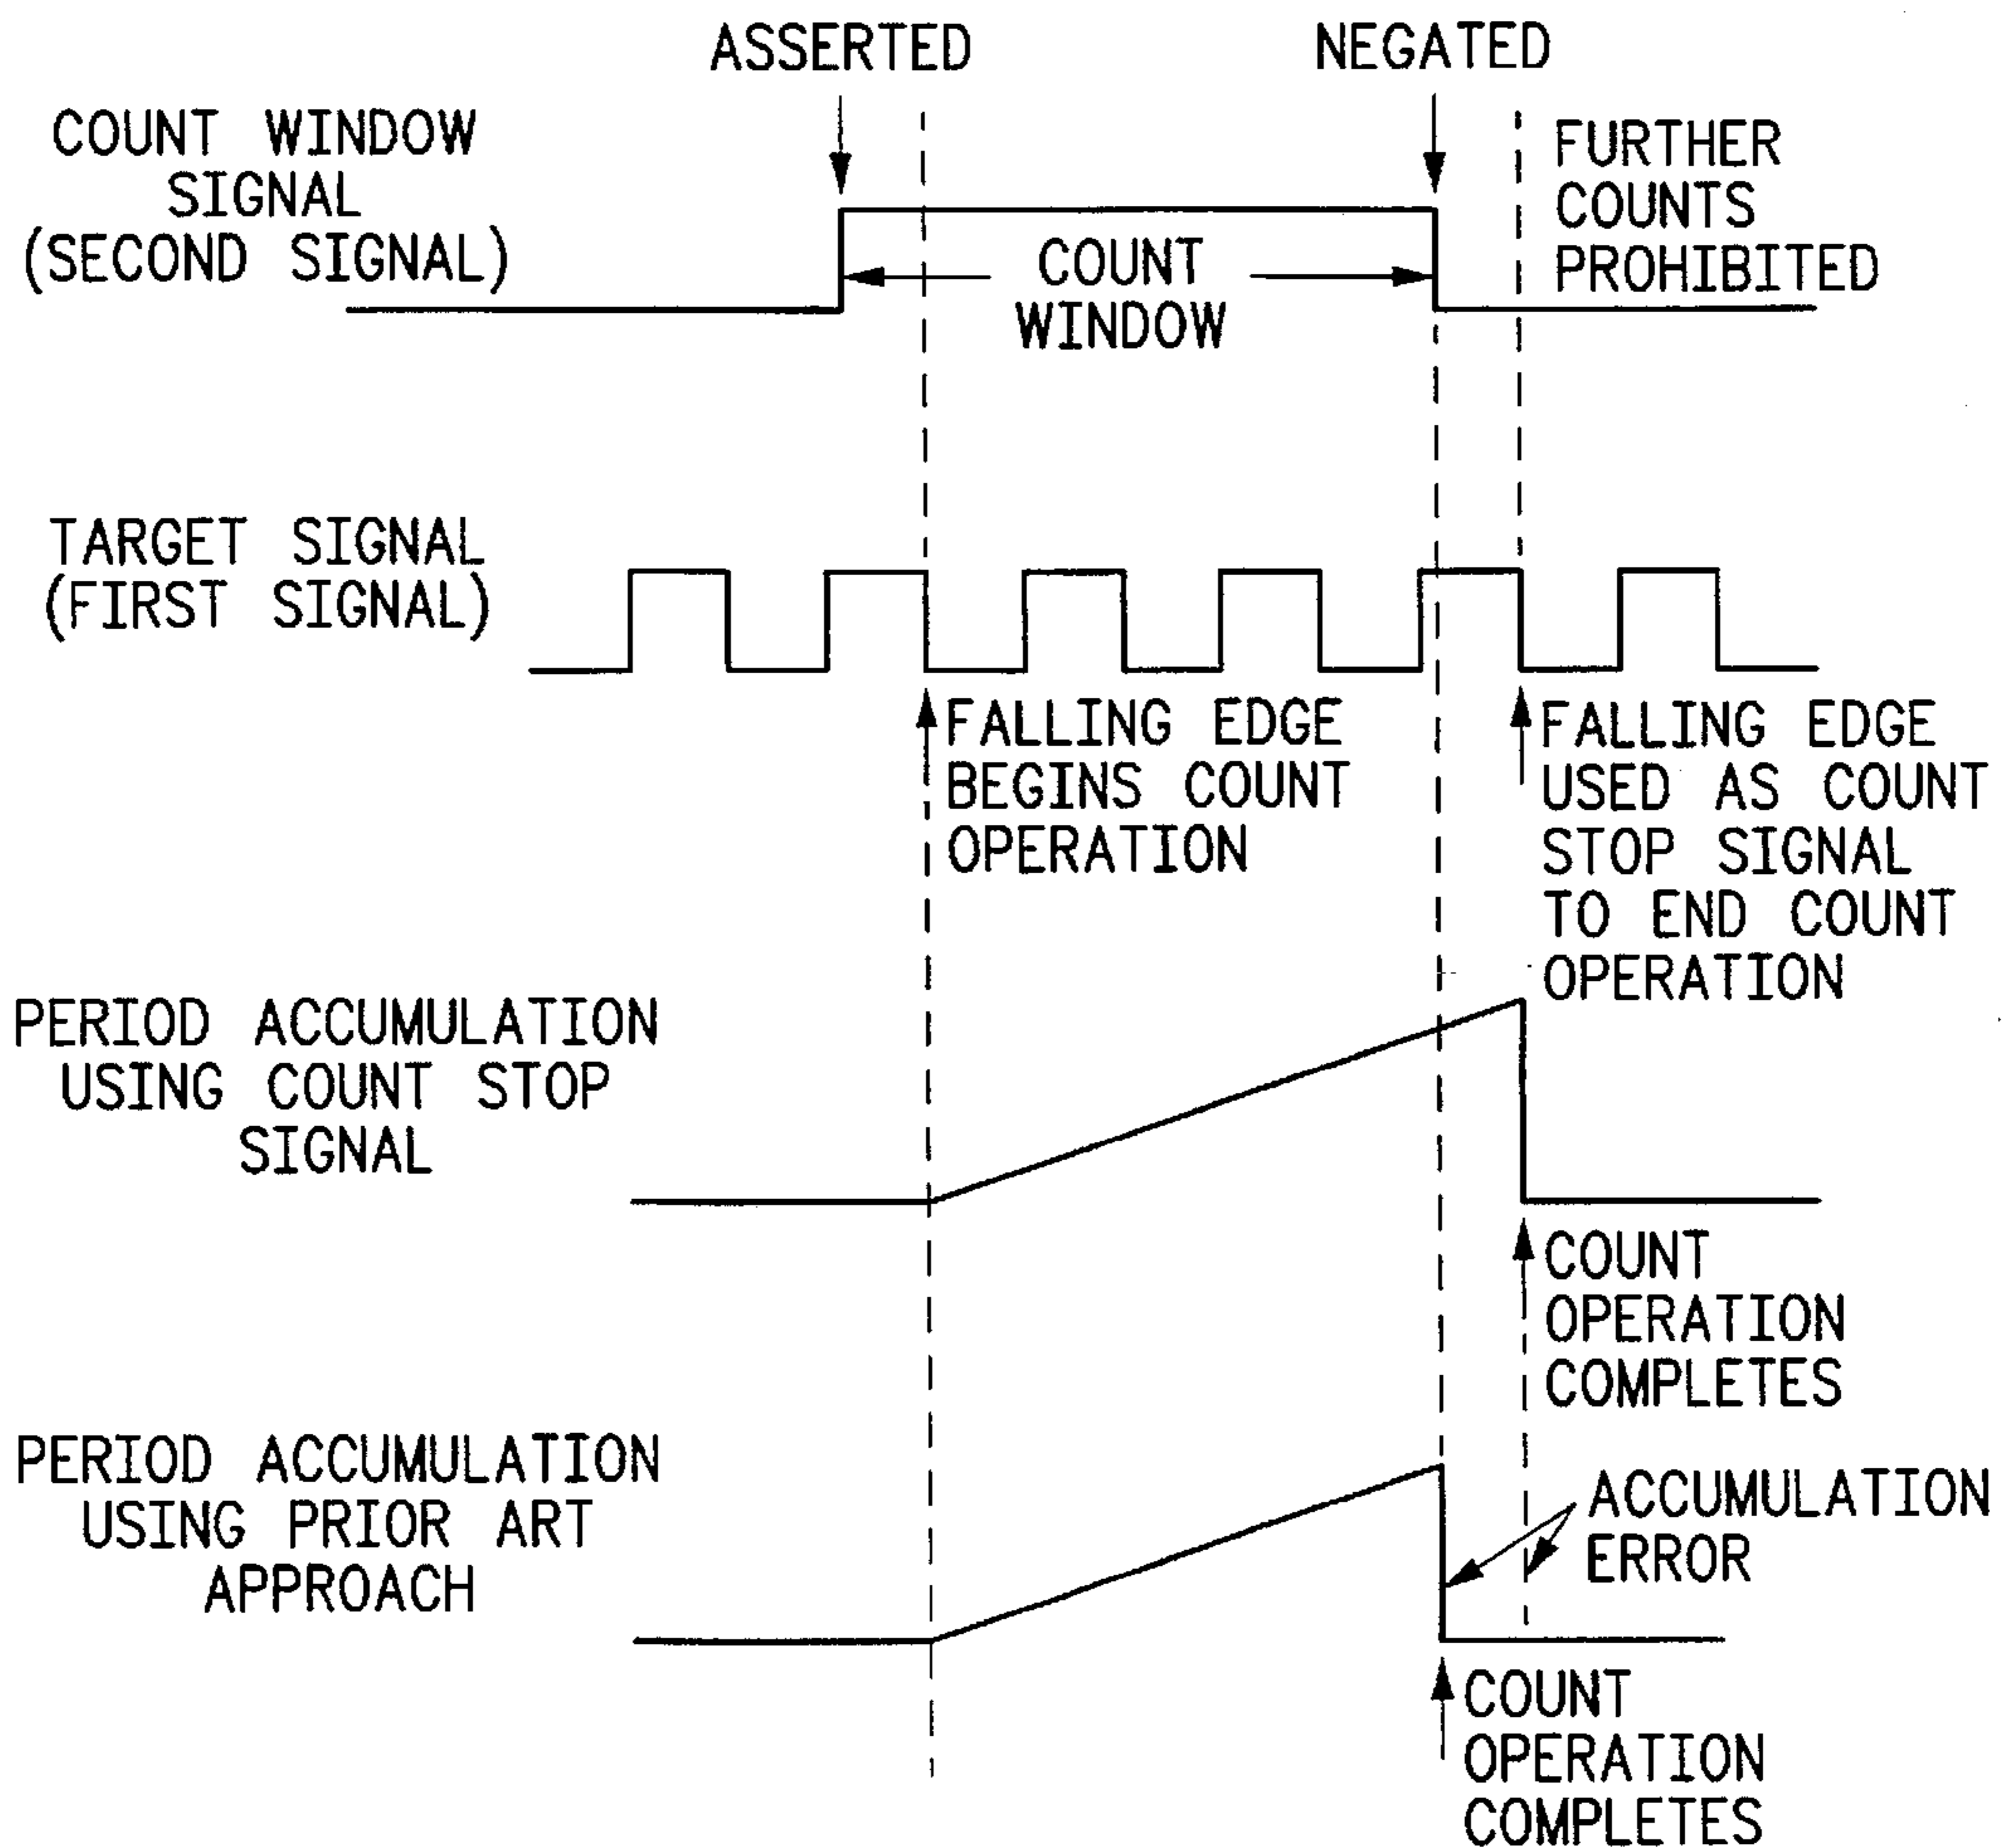 ASSERTED
NEGATED
COUNT WINDOW
SIGNAL
(SECOND SIGNAL)
FURTHER
COUNTS
PROHIBITED
COUNT
WINDOW
TARGET SIGNAL
(FIRST SIGNAL)
FALLING EDGE
BEGINS COUNT
OPERATION
FALLING EDGE
USED AS COUNT
STOP SIGNAL
TO END COUNT
OPERATION
PERIOD ACCUMULATION
USING COUNT STOP
SIGNAL
COUNT
OPERATION
COMPLETES
PERIOD ACCUMULATION
USING PRIOR ART
APPROACH
ACCUMULATION
ERROR
COUNT
OPERATION
COMPLETES